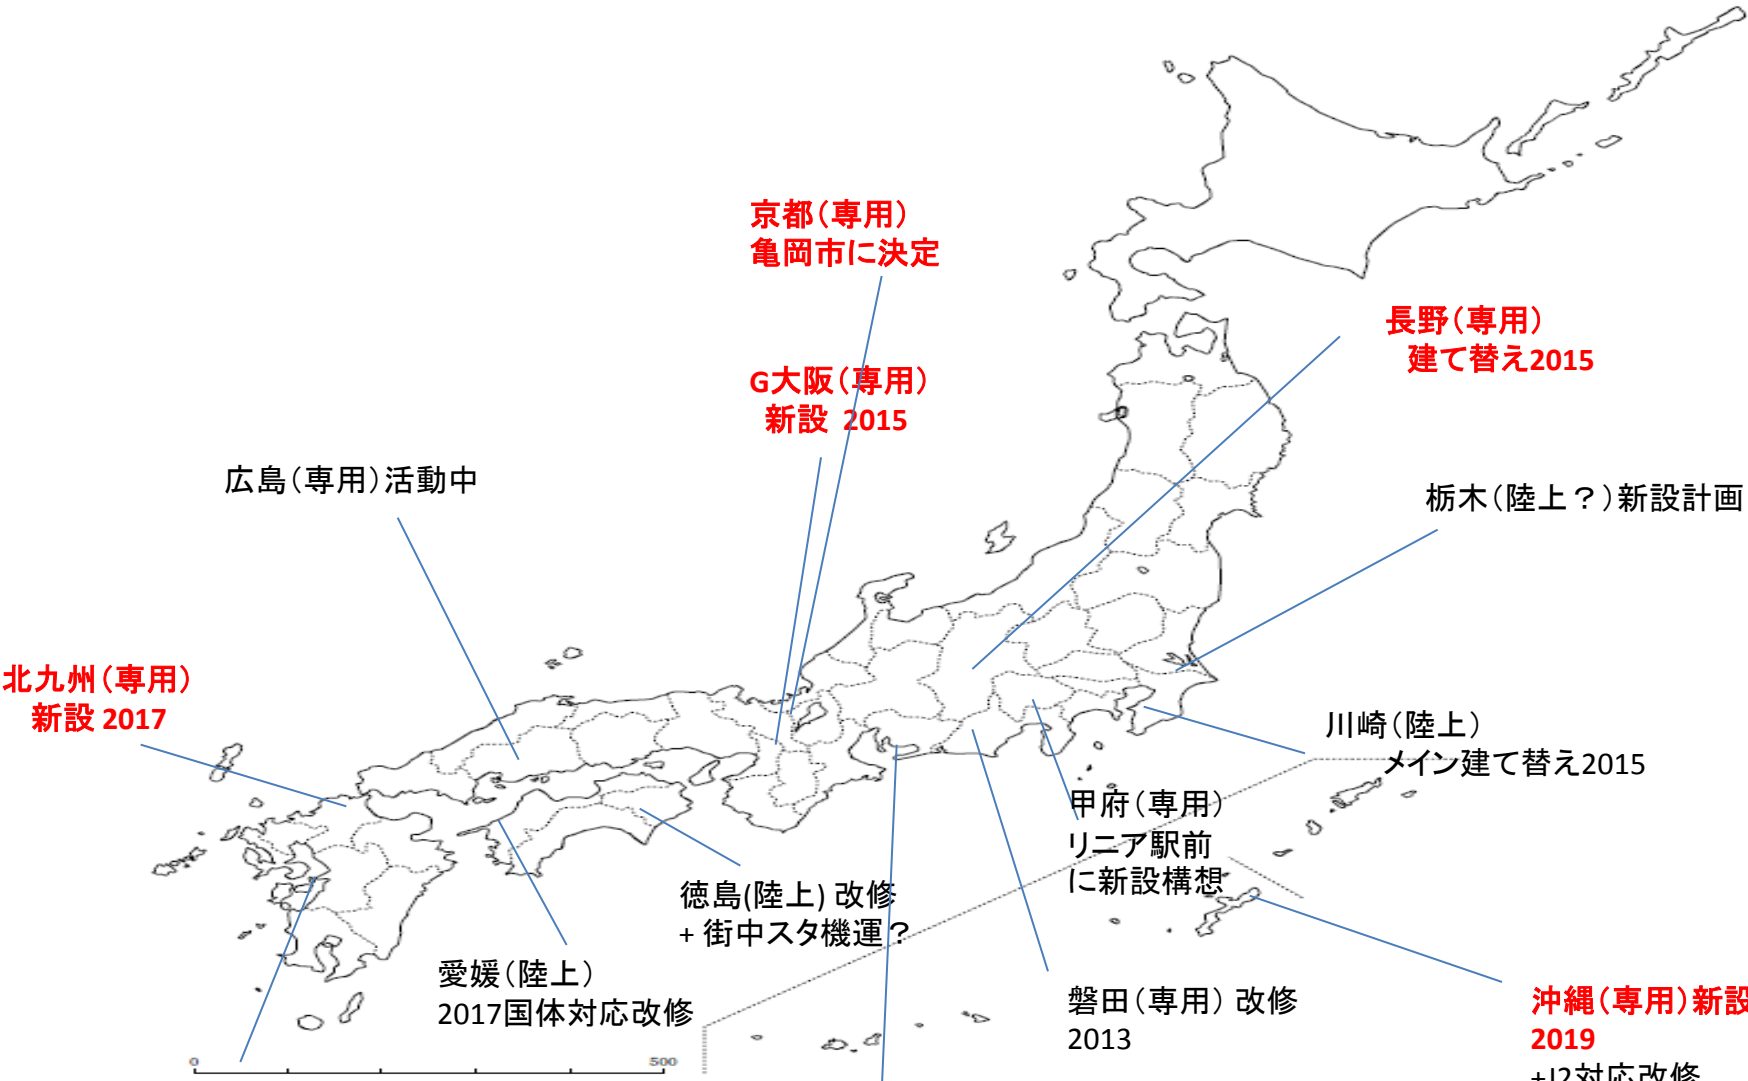 京都（専用）
亀岡市に決定
長野（専用）
建て替え2015
G大阪（専用）
新設 2015
広島（専用）活動中
栃木（陸上？）新設計画
北九州（専用）
新設 2017
川崎（陸上）
メイン建て替え2015
甲府（専用）
リニア駅前
に新設構想
徳島(陸上) 改修
+ 街中スタ機運？
愛媛（陸上）
2017国体対応改修
磐田（専用） 改修
2013
沖縄（専用）新設
2019
+J2対応改修
0
500